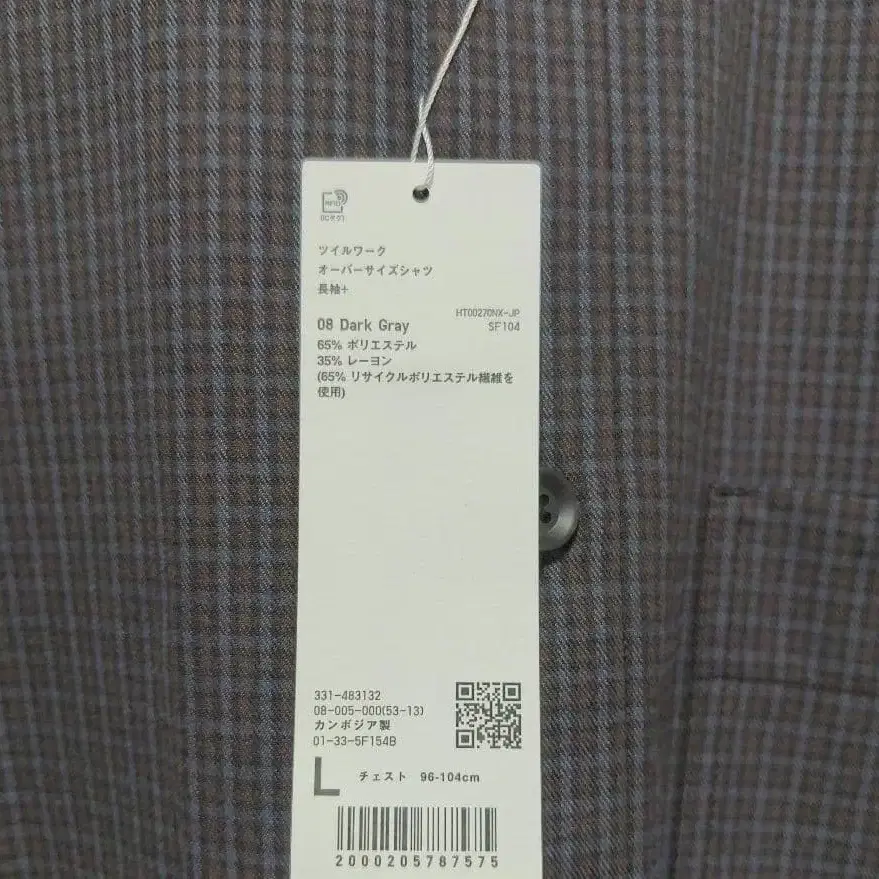 RFID
ICタグ
ツイルワーク
オーバーサイズシャツ
長袖+
HT00270NX-JP
08 Dark Gray
SF104
65% ポリエステル
35% レーヨン
(65% リサイクルポリエステル繊維を
使用)
331-483132
08-005-000(53-13)
カンボジア製
01-33-5F154B
L チェスト 96-104cm
2000205787575